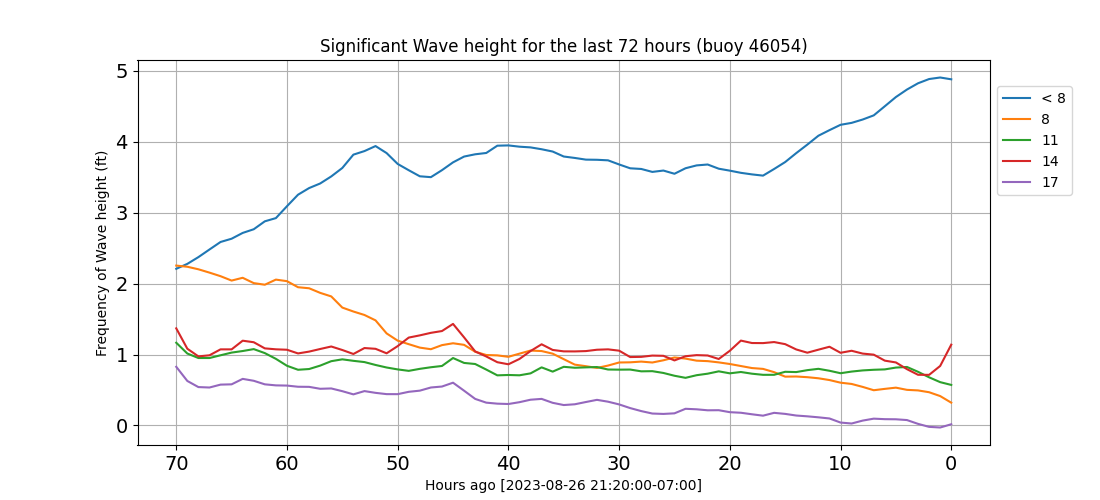 Significant Wave height for the last 72 hours (buoy 46054)
5
4
3
2
1
0
Frequency of Wave height (ft)
70 60 50 40 30 20 10 0
Hours ago [2023-08-26 21:20:00-07:00]
< 8
8
11
14
17